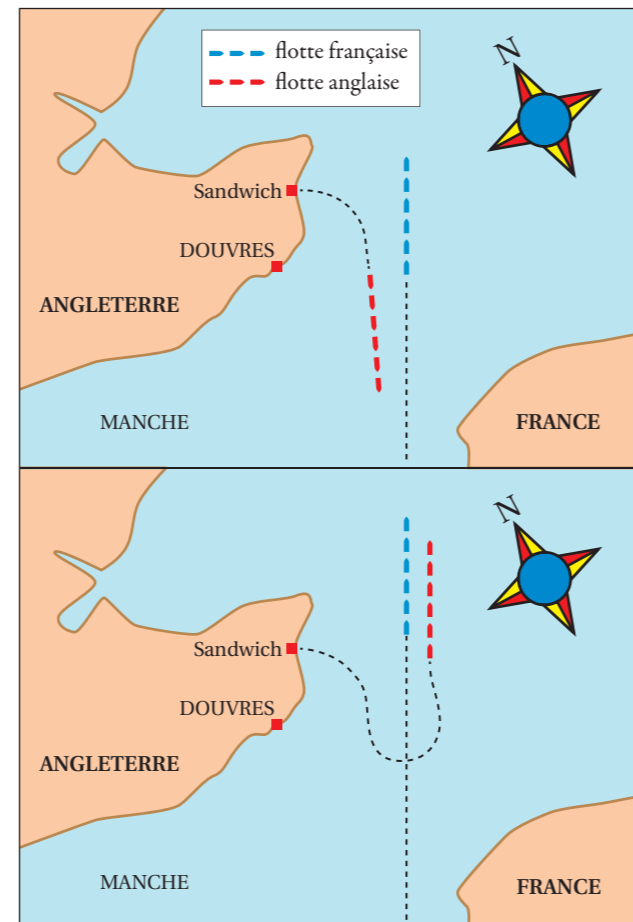 flotte française
flotte anglaise
N
Sandwich
DOUVRES
ANGLETERRE
MANCHE
FRANCE
N
Sandwich
DOUVRES
ANGLETERRE
MANCHE
FRANCE